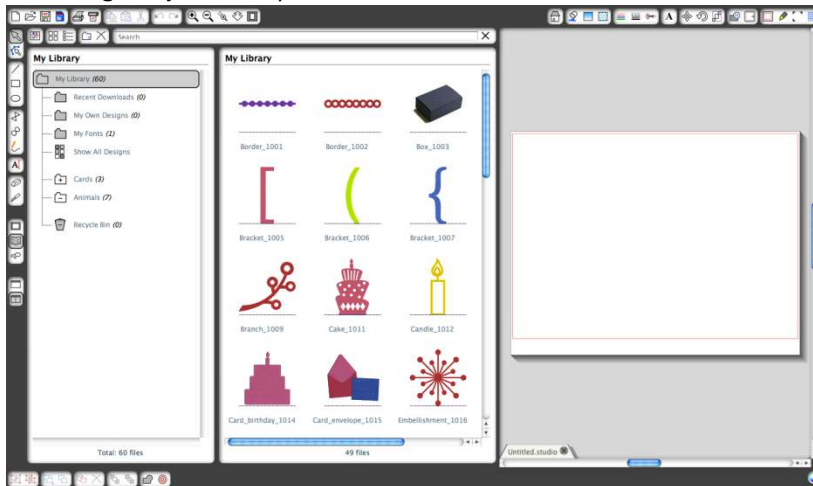 Search
My Library
My Library (60)
Recent Downloads (0)
My Own Designs (0)
My Fonts (1)
Show All Designs
Cards (3)
Animals (7)
Recycle Bin (0)
Total: 60 files
My Library
Border_1001 Border_1002 Box_1003
Bracket_1005 Bracket_1006 Bracket_1007
Branch_1009 Cake_1011 Candle_1012
Card_birthday_1014 Card_envelope_1015 Embellishment_1016
49 files
Untitled.studio